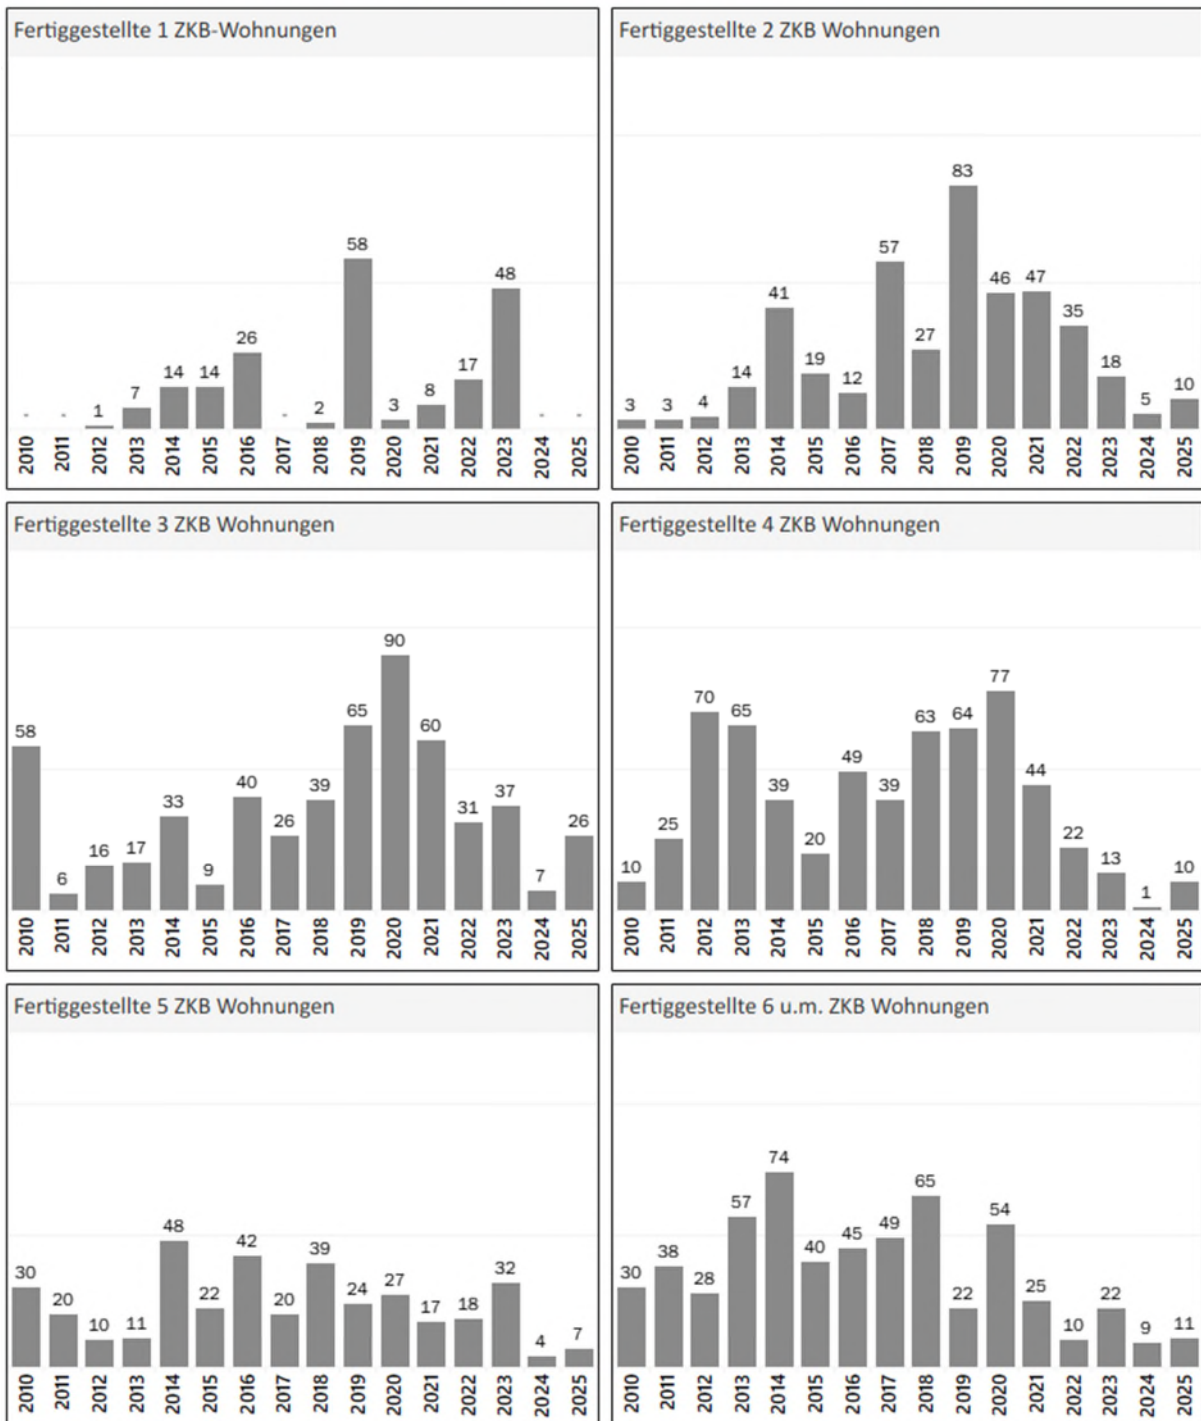 Fertiggestellte 1 ZKB-Wohnungen
- - 1 7 14 14 26 - 2 58 3 8 17 48 - -
2010 2011 2012 2013 2014 2015 2016 2017 2018 2019 2020 2021 2022 2023 2024 2025
Fertiggestellte 2 ZKB Wohnungen
3 3 4 14 41 19 12 57 27 83 46 47 35 18 5 10
2010 2011 2012 2013 2014 2015 2016 2017 2018 2019 2020 2021 2022 2023 2024 2025
Fertiggestellte 3 ZKB Wohnungen
58 6 16 17 33 9 40 26 39 65 90 60 31 37 7 26
2010 2011 2012 2013 2014 2015 2016 2017 2018 2019 2020 2021 2022 2023 2024 2025
Fertiggestellte 4 ZKB Wohnungen
10 25 70 65 39 20 49 39 63 64 77 44 22 13 1 10
2010 2011 2012 2013 2014 2015 2016 2017 2018 2019 2020 2021 2022 2023 2024 2025
Fertiggestellte 5 ZKB Wohnungen
30 20 10 11 48 22 42 20 39 24 27 17 18 32 4 7
2010 2011 2012 2013 2014 2015 2016 2017 2018 2019 2020 2021 2022 2023 2024 2025
Fertiggestellte 6 u.m. ZKB Wohnungen
30 38 28 57 74 40 45 49 65 22 54 25 10 22 9 11
2010 2011 2012 2013 2014 2015 2016 2017 2018 2019 2020 2021 2022 2023 2024 2025